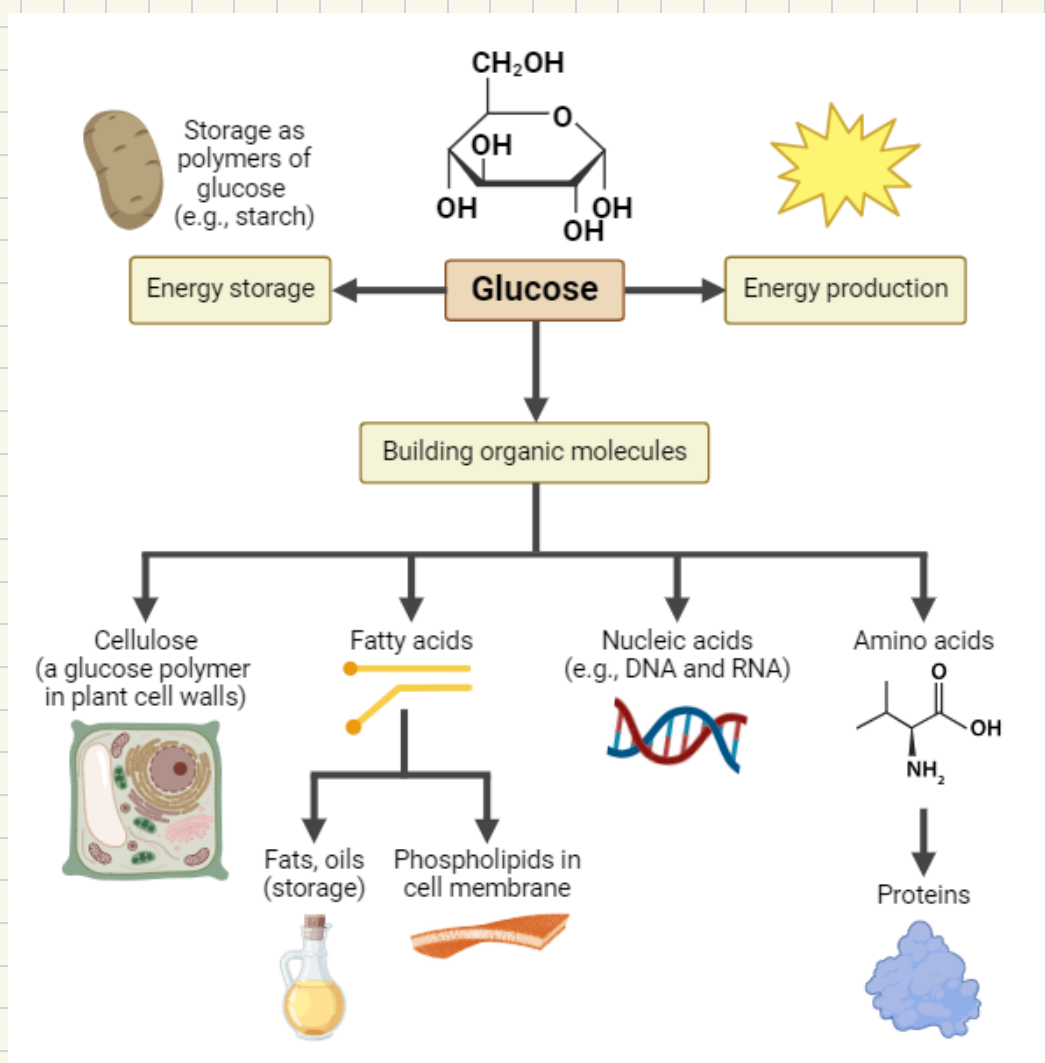 CH₂OH
O
OH
OH
OH
OH
Storage as
polymers of
glucose
(e.g., starch)
Energy storage
Glucose
Energy production
Building organic molecules
Cellulose
(a glucose polymer
in plant cell walls)
Fatty acids
Nucleic acids
(e.g., DNA and RNA)
Amino acids
O
OH
NH₂
Fats, oils
(storage)
Phospholipids in
cell membrane
Proteins